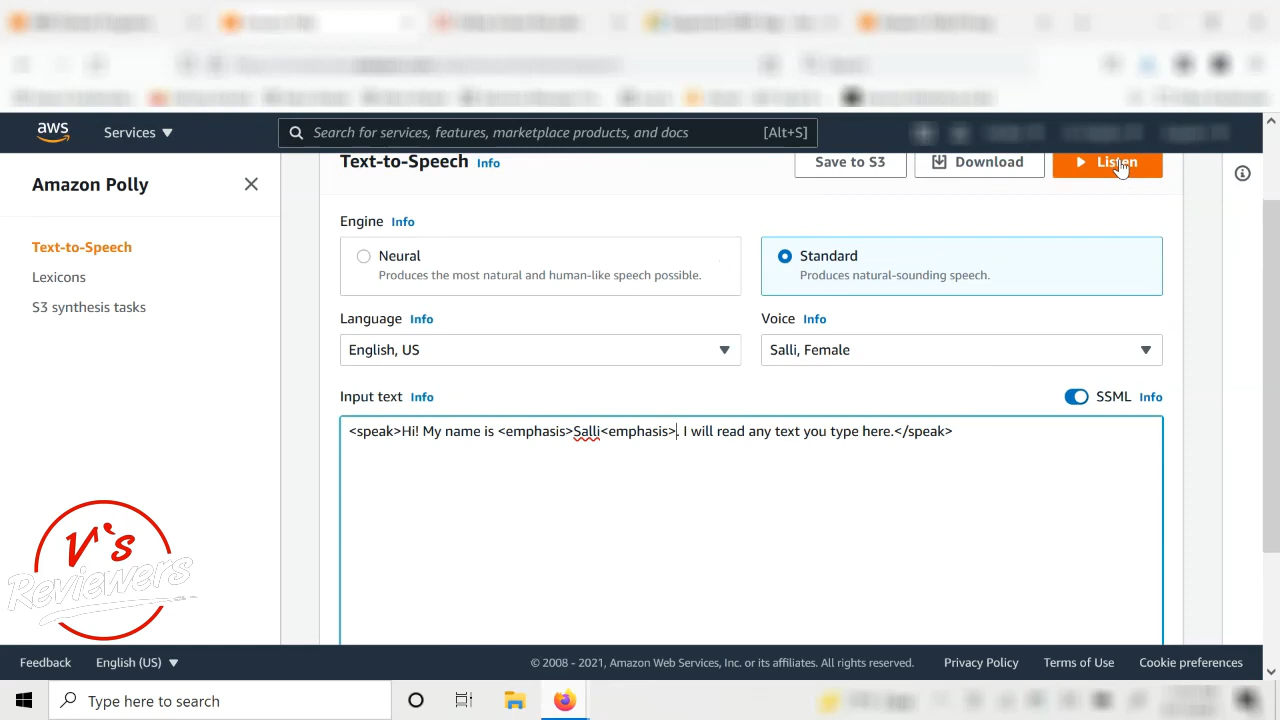 aws
Services
Search for services, features, marketplace products, and docs
[Alt+S]
Amazon Polly
Text-to-Speech
Lexicons
S3 synthesis tasks
Text-to-Speech Info
Save to S3
Download
Listen
Engine Info
Neural
Produces the most natural and human-like speech possible.
Standard
Produces natural-sounding speech.
Language Info
English, US
Voice Info
Salli, Female
Input text Info
SSML Info
<speak>Hi! My name is <emphasis>Salli<emphasis>. I will read any text you type here.</speak>
V's
Reviewers
Feedback
English (US)
© 2008 - 2021, Amazon Web Services, Inc. or its affiliates. All rights reserved.
Privacy Policy
Terms of Use
Cookie preferences
Type here to search